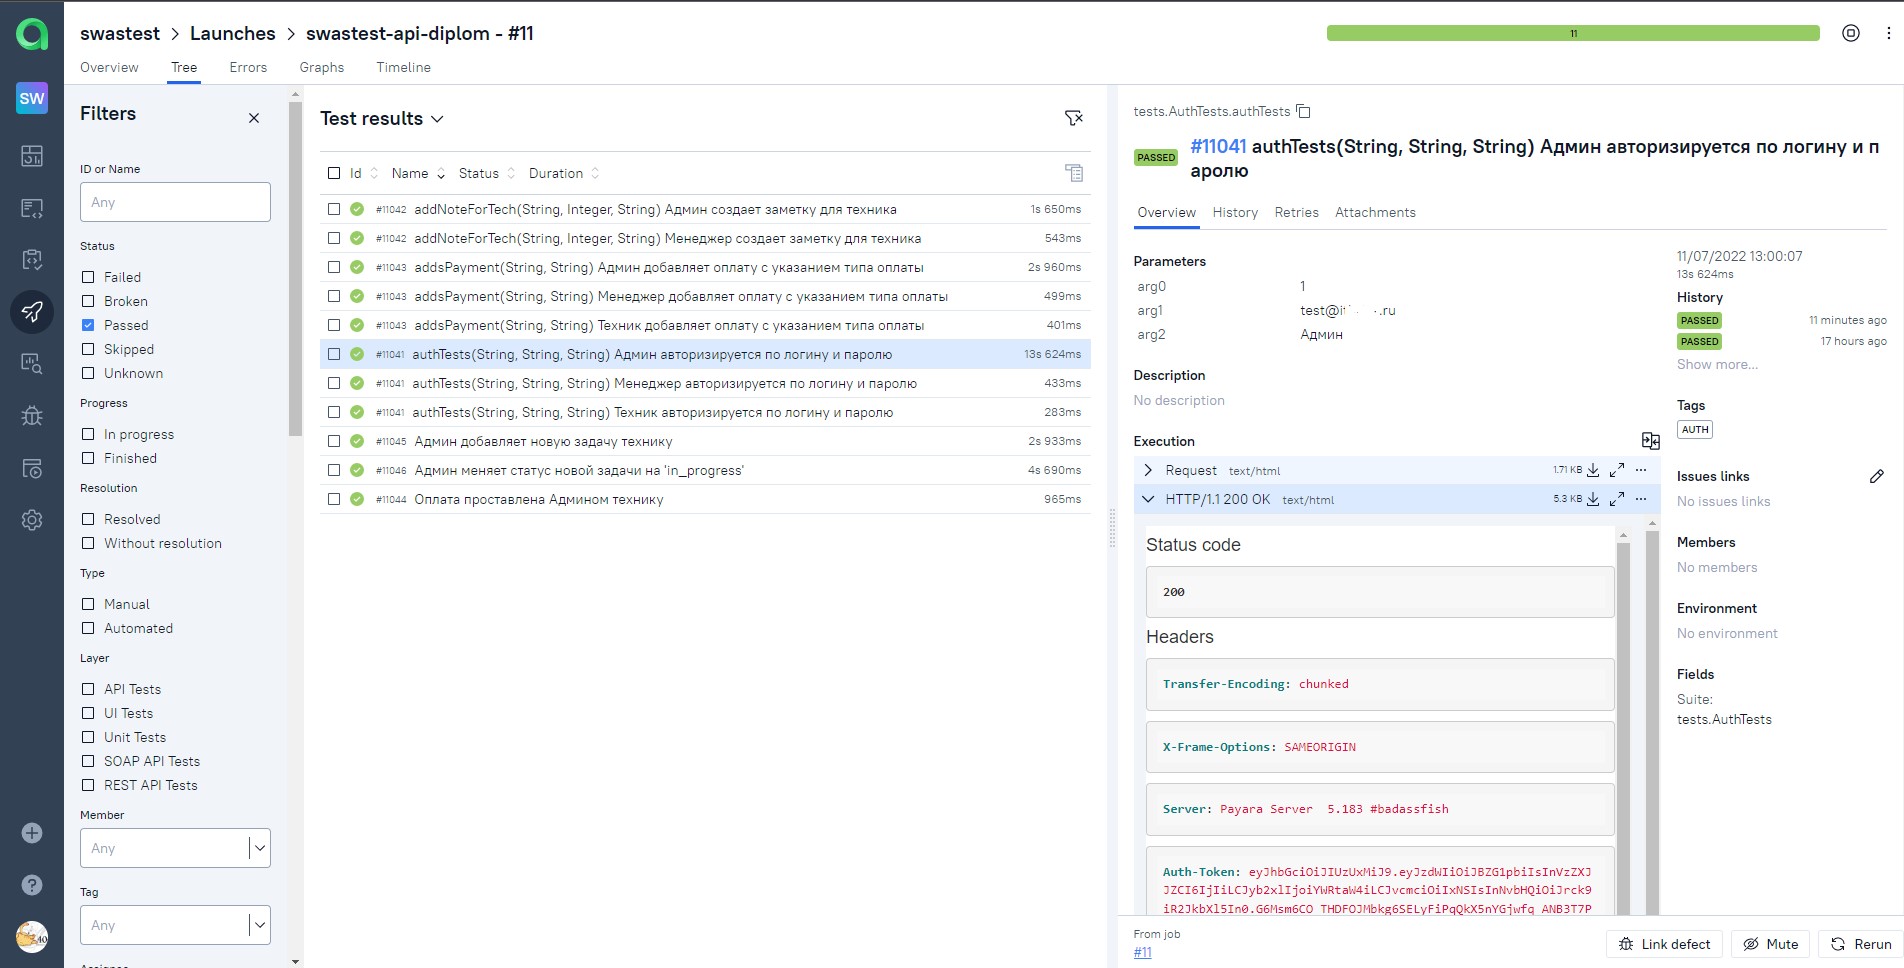 swastest > Launches > swastest-api-diplom - #11
11
Overview Tree Errors Graphs Timeline
SW
Filters
ID or Name
Any
Status
Failed
Broken
Passed
Skipped
Unknown
Progress
In progress
Finished
Resolution
Resolved
Without resolution
Type
Manual
Automated
Layer
API Tests
UI Tests
Unit Tests
SOAP API Tests
REST API Tests
Member
Any
Tag
Any
Test results
Id Name Status Duration
#11042 addNoteForTech(String, Integer, String) Админ создает заметку для техника 1s 650ms
#11042 addNoteForTech(String, Integer, String) Менеджер создает заметку для техника 543ms
#11043 addsPayment(String, String) Админ добавляет оплату с указанием типа оплаты 2s 960ms
#11043 addsPayment(String, String) Менеджер добавляет оплату с указанием типа оплаты 499ms
#11043 addsPayment(String, String) Техник добавляет оплату с указанием типа оплаты 401ms
#11041 authTests(String, String, String) Админ авторизируется по логину и паролю 13s 624ms
#11041 authTests(String, String, String) Менеджер авторизируется по логину и паролю 433ms
#11041 authTests(String, String, String) Техник авторизируется по логину и паролю 283ms
#11045 Админ добавляет новую задачу технику 2s 933ms
#11046 Админ меняет статус новой задачи на 'in_progress' 4s 690ms
#11044 Оплата проставлена Админом технику 965ms
tests.AuthTests.authTests
PASSED #11041 authTests(String, String, String) Админ авторизируется по логину и п
аролю
Overview History Retries Attachments
Parameters
arg0 1
arg1
arg2 Админ
Description
No description
Execution
Request text/html 1.71 KB
HTTP/1.1 200 OK text/html 5.3 KB
Status code
200
Headers
Transfer-Encoding: chunked
X-Frame-Options: SAMEORIGIN
Server: Payara Server 5.183 #badassfish
Auth-Token:
From job
#11
11/07/2022 13:00:07
13s 624ms
History
PASSED 11 minutes ago
PASSED 17 hours ago
Show more...
Tags
AUTH
Issues links
No issues links
Members
No members
Environment
No environment
Fields
Suite:
tests.AuthTests
Link defect Mute Rerun